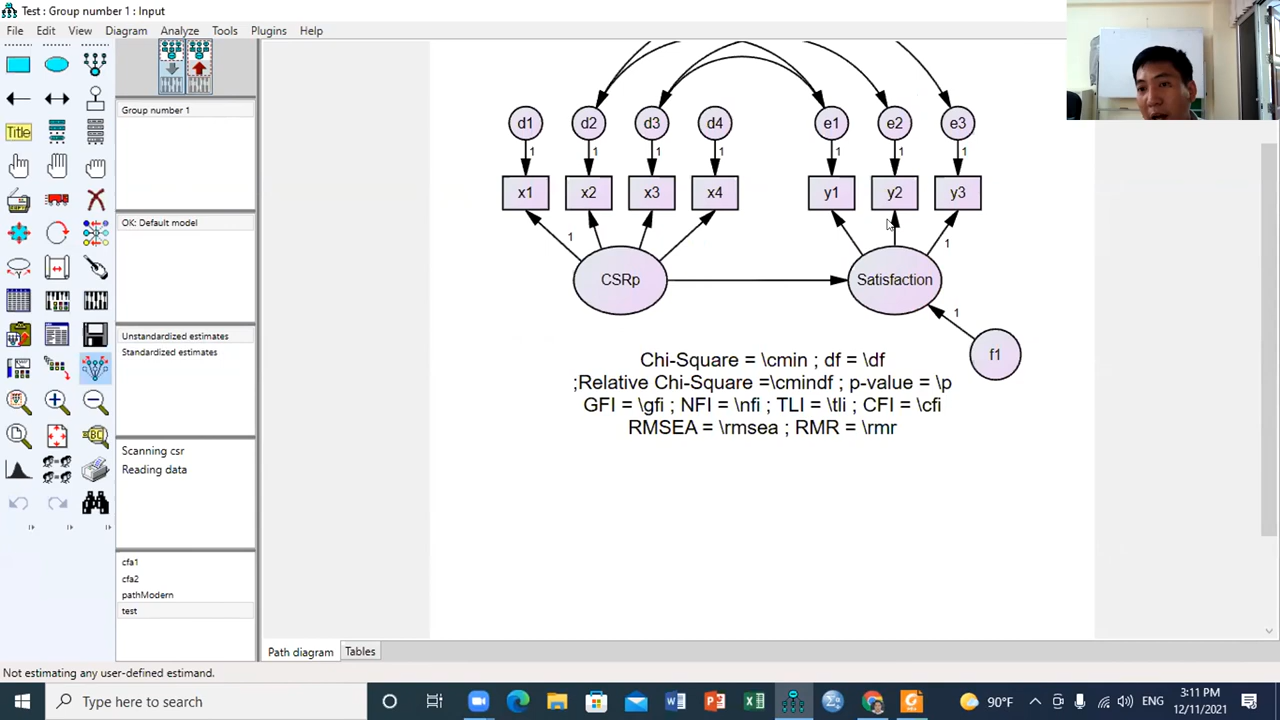 Test : Group number 1 : Input
File Edit View Diagram Analyze Tools Plugins Help
Title
Group number 1
OK: Default model
Unstandardized estimates
Standardized estimates
Scanning csr
Reading data
cfa1
cfa2
pathModern
test
d1 d2 d3 d4 e1 e2 e3
1 1 1 1 1 1 1
x1 x2 x3 x4 y1 y2 y3
1 1
CSRp Satisfaction
1
f1
Chi-Square = \cmin ; df = \df
;Relative Chi-Square =\cmindf ; p-value = \p
GFI = \gfi ; NFI = \nfi ; TLI = \tli ; CFI = \cfi
RMSEA = \rmsea ; RMR = \rmr
Path diagram Tables
Not estimating any user-defined estimand.
Type here to search
90°F ENG 3:11 PM
12/11/2021